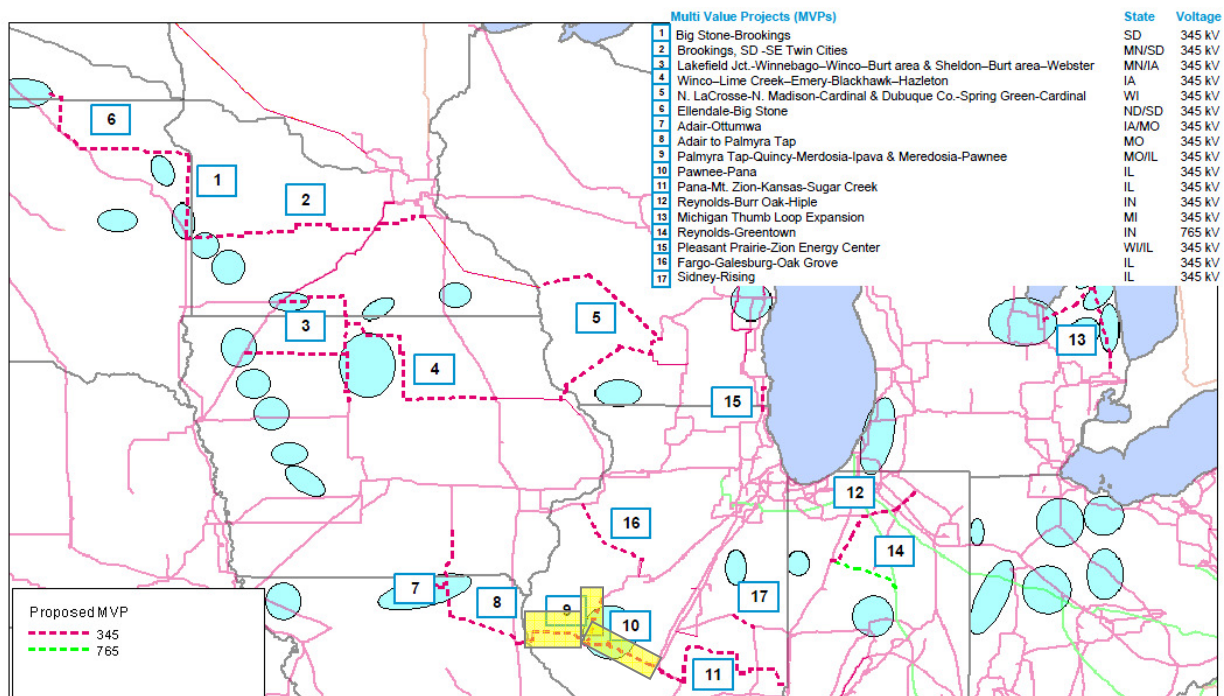 Multi Value Projects (MVPs) State Voltage
1 Big Stone-Brookings SD 345 kV
2 Brookings, SD -SE Twin Cities MN/SD 345 kV
3 Lakefield Jct.-Winnebago–Winco–Burt area & Sheldon–Burt area–Webster MN/IA 345 kV
4 Winco–Lime Creek–Emery-Blackhawk–Hazleton IA 345 kV
5 N. LaCrosse-N. Madison-Cardinal & Dubuque Co.-Spring Green-Cardinal WI 345 kV
6 Ellendale-Big Stone ND/SD 345 kV
7 Adair-Ottumwa IA/MO 345 kV
8 Adair to Palmyra Tap MO 345 kV
9 Palmyra Tap-Quincy-Merdosia-Ipava & Meredosia-Pawnee MO/IL 345 kV
10 Pawnee-Pana IL 345 kV
11 Pana-Mt. Zion-Kansas-Sugar Creek IL 345 kV
12 Reynolds-Burr Oak-Hiple IN 345 kV
13 Michigan Thumb Loop Expansion MI 345 kV
14 Reynolds-Greentown IN 765 kV
15 Pleasant Prairie-Zion Energy Center WI/IL 345 kV
16 Fargo-Galesburg-Oak Grove IL 345 kV
17 Sidney-Rising IL 345 kV
6
1
2
5
3
13
4
15
12
16
14
7
8
9
17
10
11
Proposed MVP
345
765